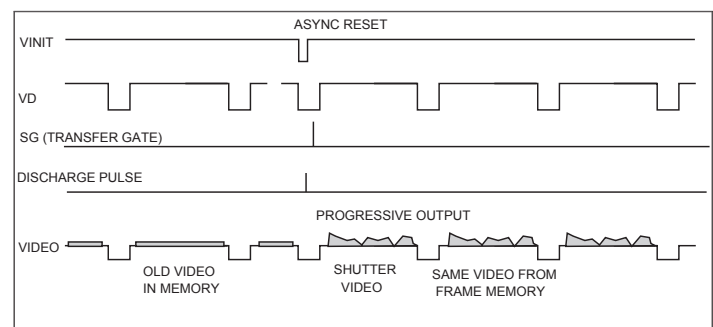 ASYNC RESET
VINIT
VD
SG (TRANSFER GATE)
DISCHARGE PULSE
PROGRESSIVE OUTPUT
VIDEO
OLD VIDEO
IN MEMORY
SHUTTER
VIDEO
SAME VIDEO FROM
FRAME MEMORY